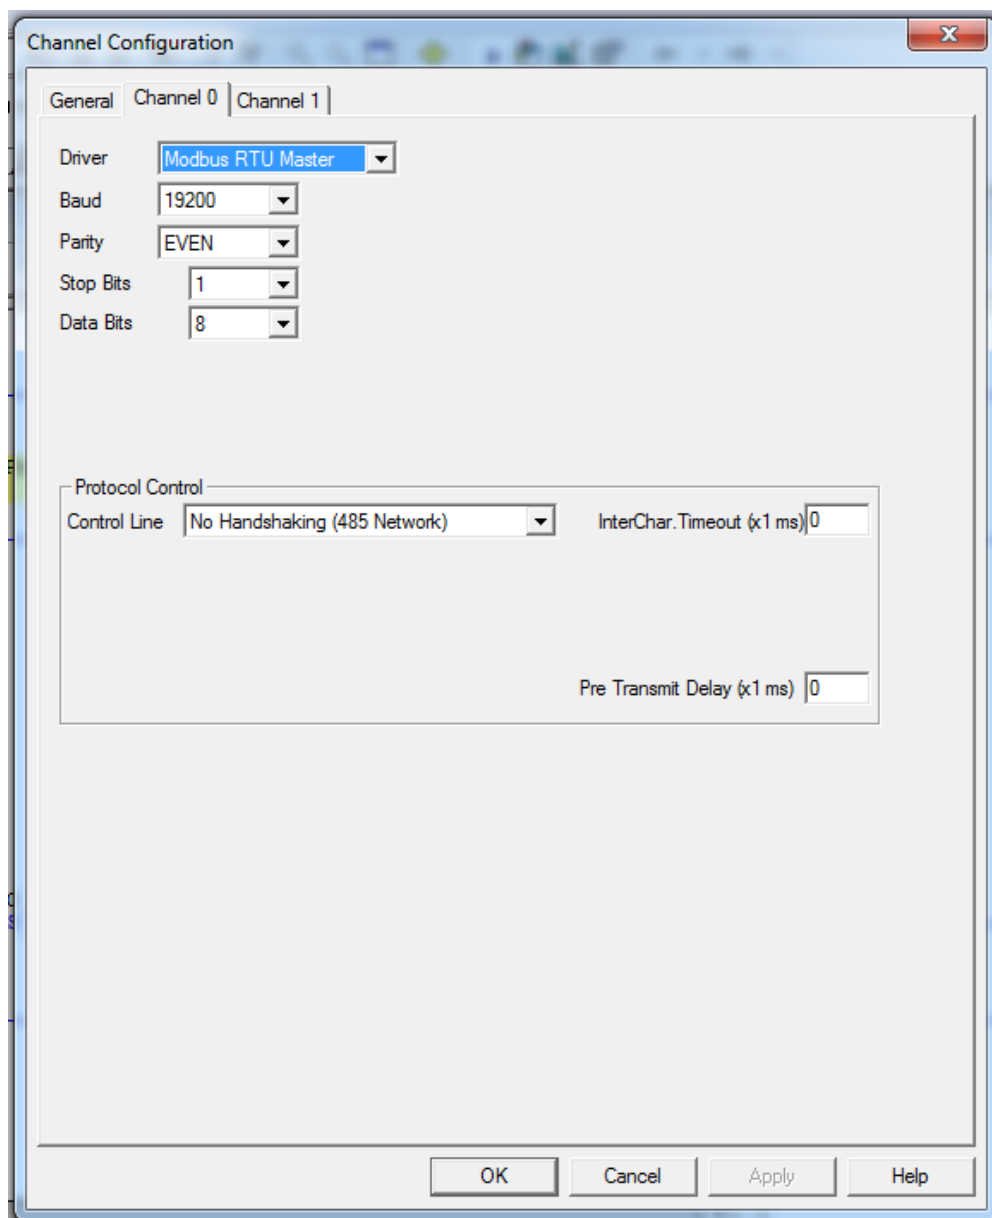 Channel Configuration
General Channel 0 Channel 1
Driver Modbus RTU Master
Baud 19200
Parity EVEN
Stop Bits 1
Data Bits 8
Protocol Control
Control Line No Handshaking (485 Network) InterChar.Timeout (x1 ms) 0
Pre Transmit Delay (x1 ms) 0
OK Cancel Apply Help